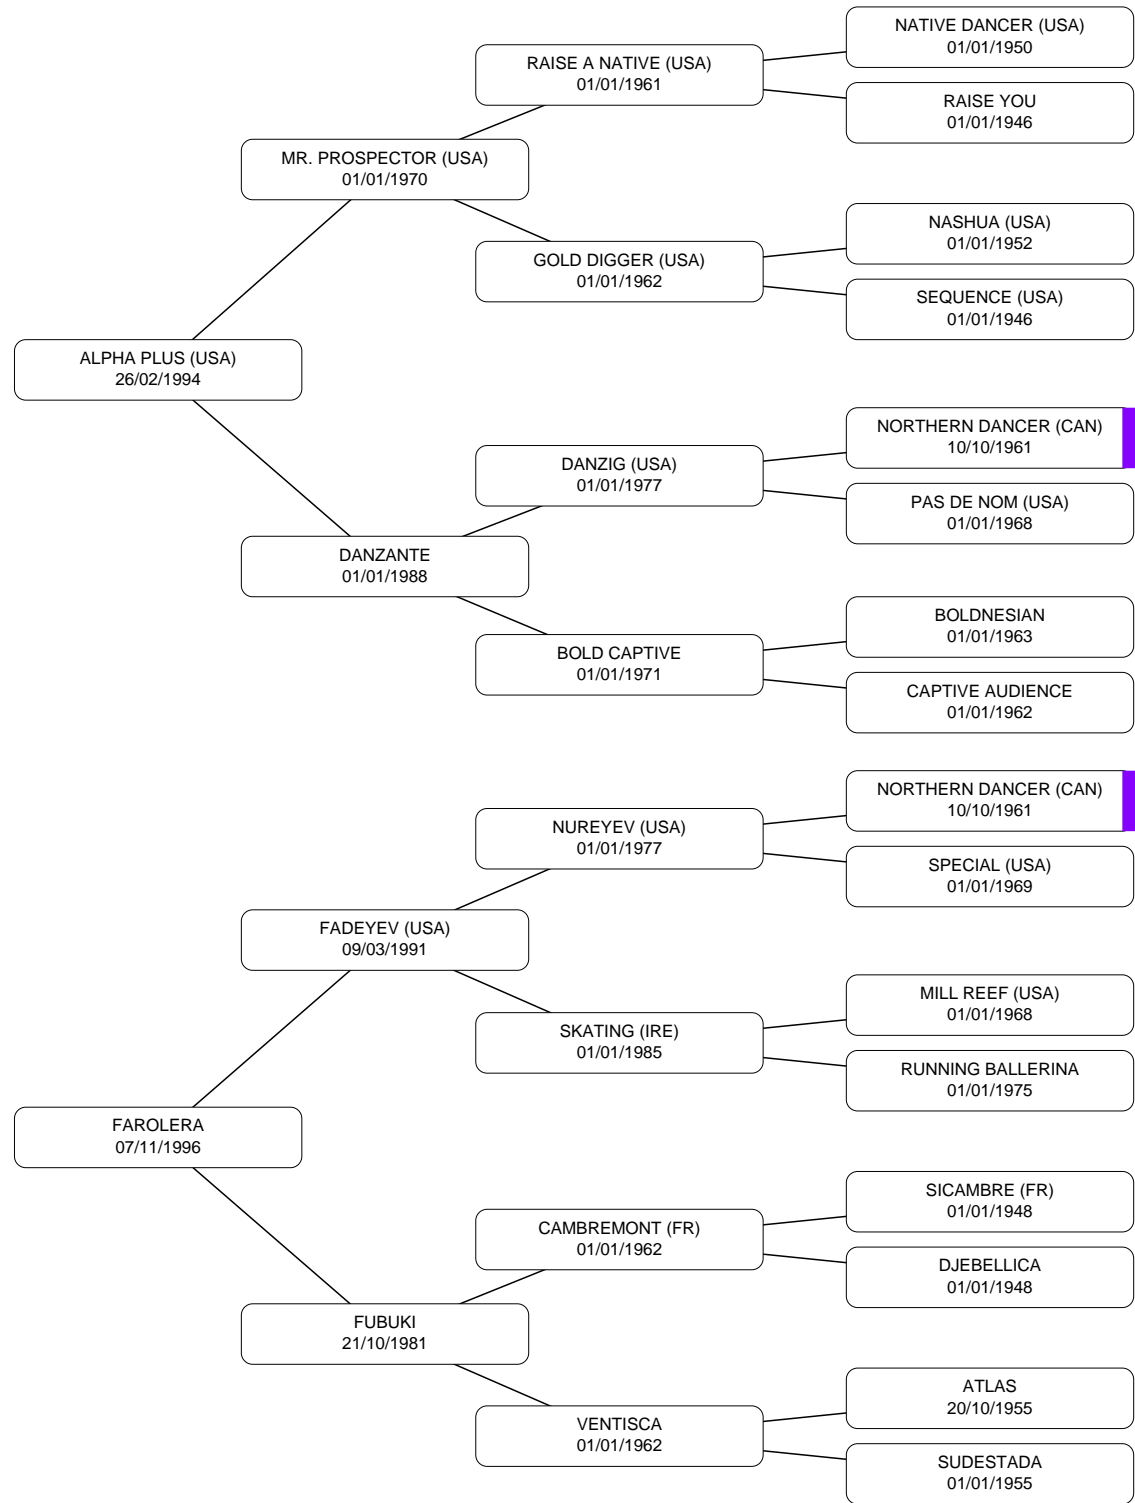 NATIVE DANCER (USA)
01/01/1950
RAISE A NATIVE (USA)
01/01/1961
RAISE YOU
01/01/1946
MR. PROSPECTOR (USA)
01/01/1970
NASHUA (USA)
01/01/1952
GOLD DIGGER (USA)
01/01/1962
SEQUENCE (USA)
01/01/1946
ALPHA PLUS (USA)
26/02/1994
NORTHERN DANCER (CAN)
10/10/1961
DANZIG (USA)
01/01/1977
PAS DE NOM (USA)
01/01/1968
DANZANTE
01/01/1988
BOLDNESIAN
01/01/1963
BOLD CAPTIVE
01/01/1971
CAPTIVE AUDIENCE
01/01/1962
NORTHERN DANCER (CAN)
10/10/1961
NUREYEV (USA)
01/01/1977
SPECIAL (USA)
01/01/1969
FADEYEV (USA)
09/03/1991
MILL REEF (USA)
01/01/1968
SKATING (IRE)
01/01/1985
RUNNING BALLERINA
01/01/1975
FAROLERA
07/11/1996
SICAMBRE (FR)
01/01/1948
CAMBREMONT (FR)
01/01/1962
DJEBELLICA
01/01/1948
FUBUKI
21/10/1981
ATLAS
20/10/1955
VENTISCA
01/01/1962
SUDESTADA
01/01/1955